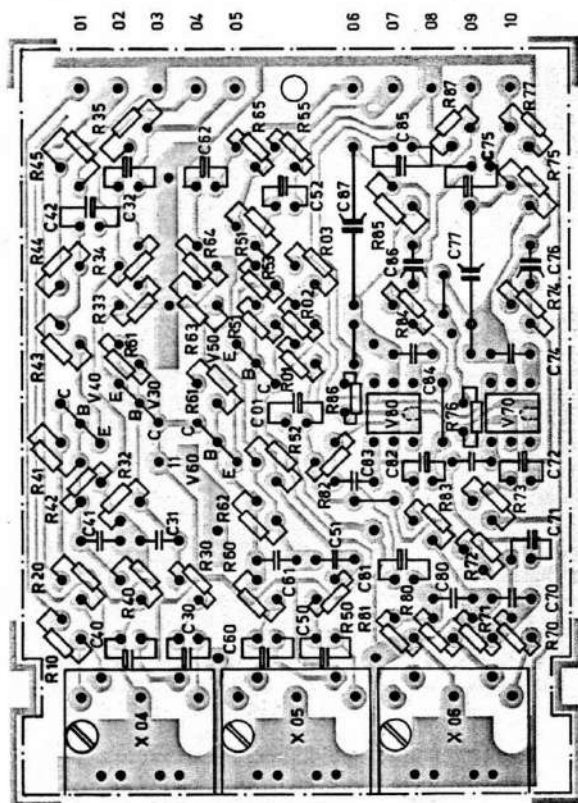 01 02 03 04 05 06 07 08 09 10
R35 R45 C62 R65 R55 C85 R87 R77
C42 C32 C52 C87 C75 R75
R44 R34 R64 R51 R53 R03 R85 C86 C77 C76
R43 R33 R63 R51 R02 R84 R74
R61 V50 E C R01 C84 C74
C V40 B E V30 B C R61 C01 R86 V80 R76 V70
R41 R32 11 V60 B E R52 R82 C83 C82 C72
R42 R62 R83 R73
C41 C31 R60 C51 R72 C71
R20 R40 R30 C61 C81 R80 C80 C70
R10 C40 C30 C60 C50 R50 R81 R71 R70
X 04 X 05 X 06